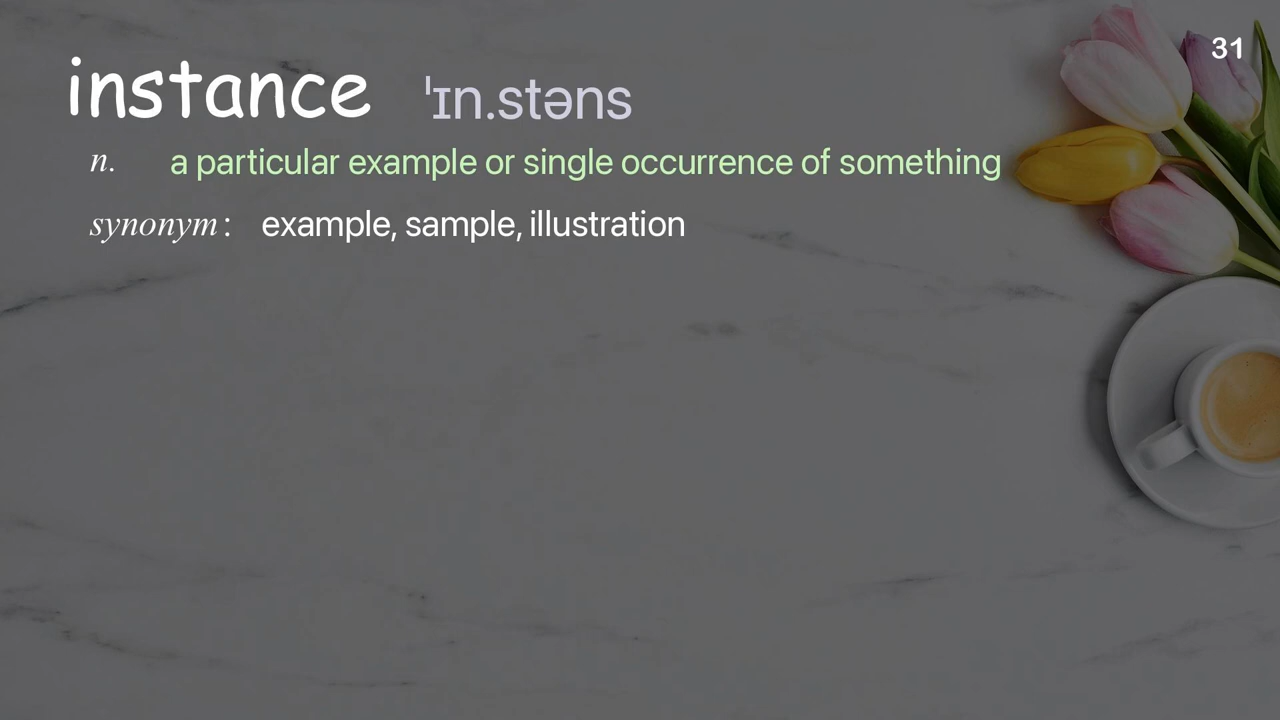 31
instance ˈɪn.stəns
n. a particular example or single occurrence of something
synonym: example, sample, illustration